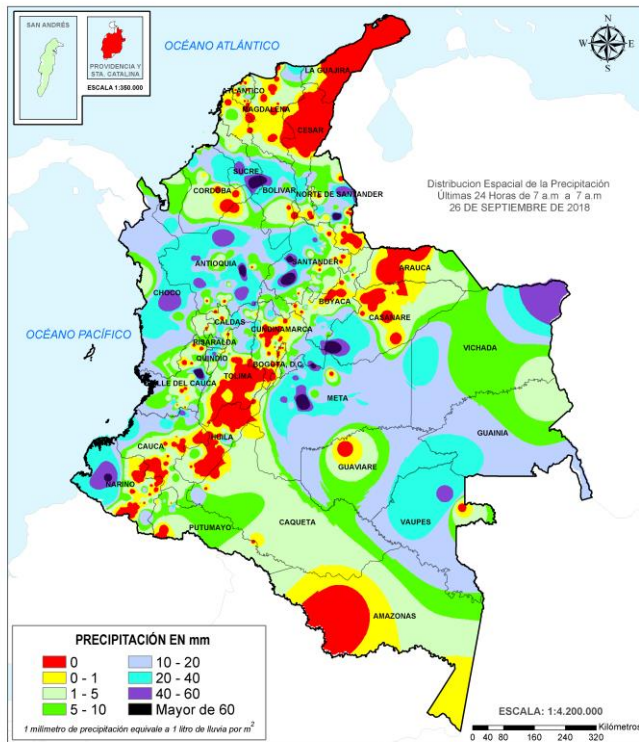 SAN ANDRÉS
PROVIDENCIA Y
STA. CATALINA
ESCALA 1:350.000
OCÉANO ATLÁNTICO
N
W E
S
LA GUAJIRA
ATLÁNTICO
MAGDALENA
CESAR
SUCRE
CORDOBA
BOLIVAR
NORTE DE SANTANDER
Distribucion Espacial de la Precipitación
Últimas 24 Horas de 7 a.m a 7 a.m
26 DE SEPTIEMBRE DE 2018
ANTIOQUIA
SANTANDER
ARAUCA
CHOCO
BOYACA
CASANARE
OCÉANO PACÍFICO
CALDAS
CUNDINAMARCA
VICHADA
RISARALDA
QUINDIO
BOGOTA, D.C.
VALLE DEL CAUCA
TOLIMA
META
GUAINIA
CAUCA
HUILA
GUAVIARE
NARIÑO
VAUPES
PUTUMAYO
CAQUETA
AMAZONAS
PRECIPITACIÓN EN mm
0 10 - 20
0 - 1 20 - 40
1 - 5 40 - 60
5 - 10 Mayor de 60
1 milimetro de precipitación equivale a 1 litro de lluvia por m2
ESCALA: 1:4.200.000
Kilómetros
0 40 80 160 240 320